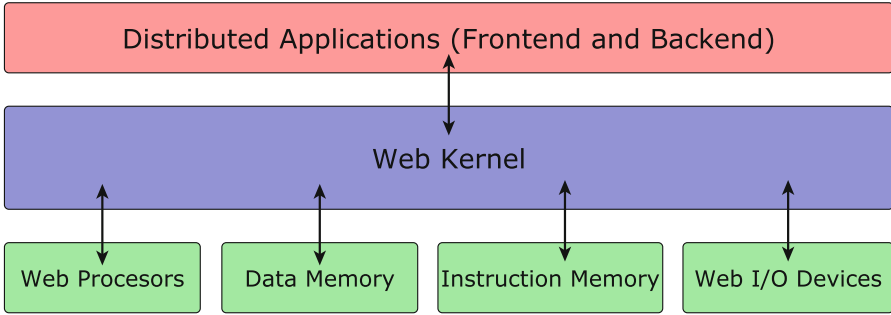 Distributed Applications (Frontend and Backend)
Web Kernel
Web Procesors
Data Memory
Instruction Memory
Web I/O Devices